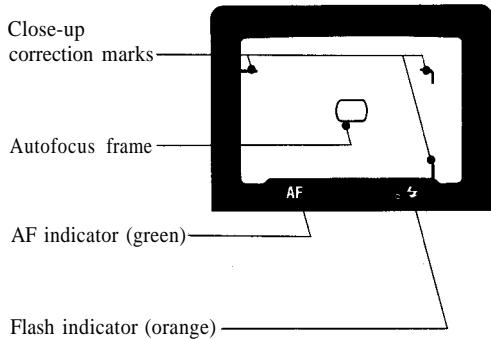 Close-up
correction marks
Autofocus frame
AF
AF indicator (green)
Flash indicator (orange)